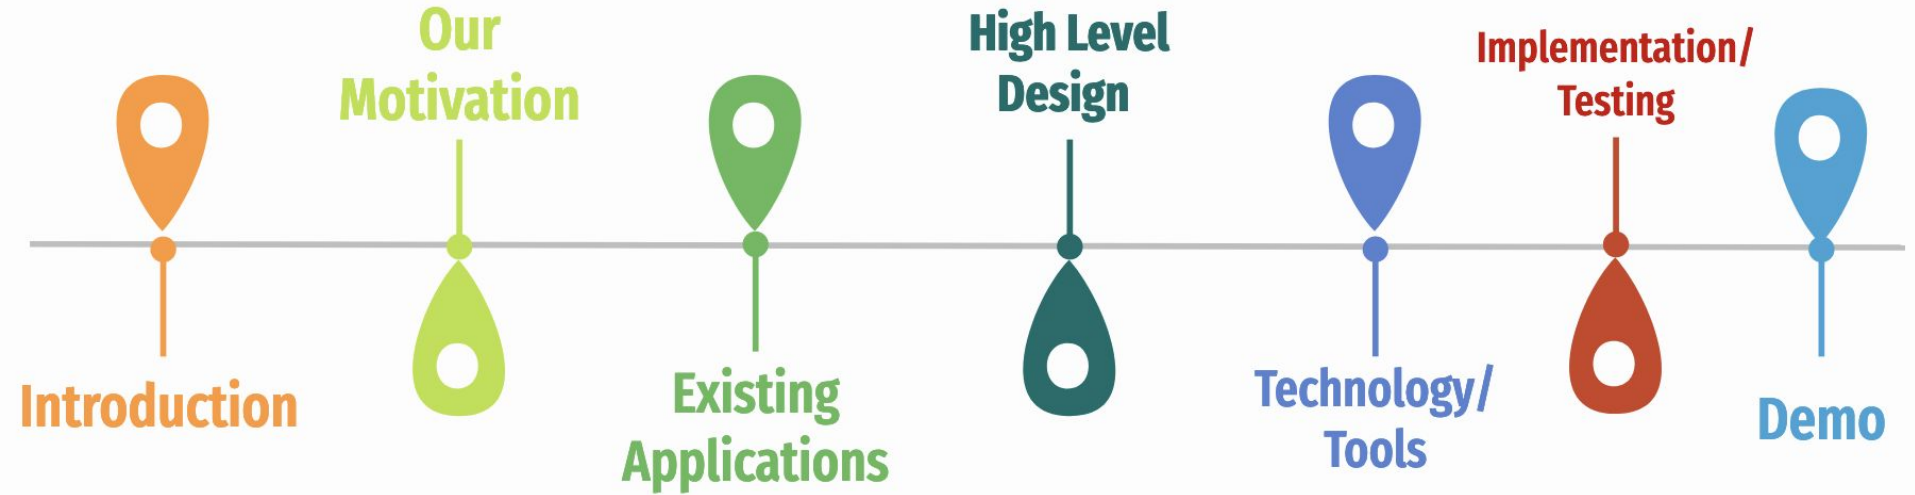 Introduction
Our
Motivation
Existing
Applications
High Level
Design
Technology/
Tools
Implementation/
Testing
Demo